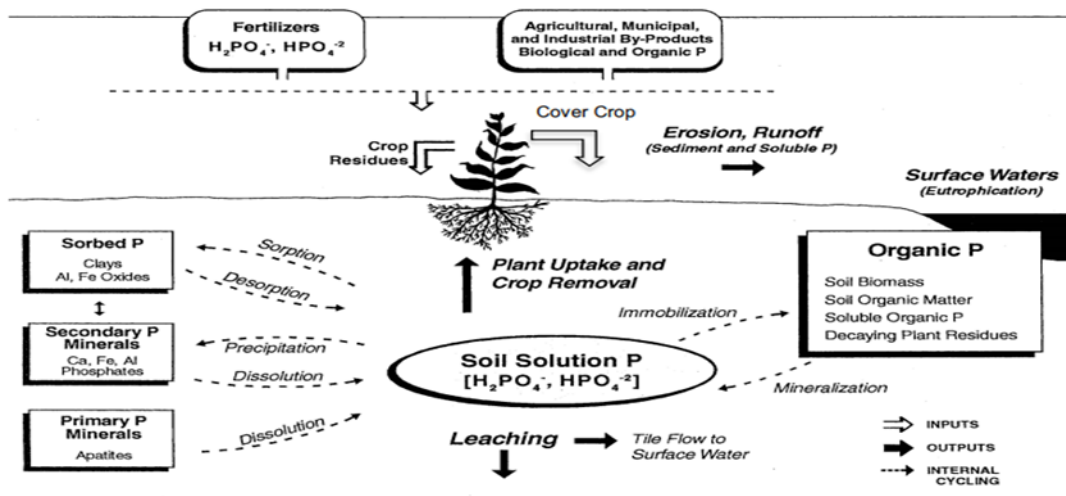 Fertilizers
H₂PO₄⁻, HPO₄⁻²
Agricultural, Municipal,
and Industrial By-Products
Biological and Organic P
Cover Crop
Crop
Residues
Erosion, Runoff
(Sediment and Soluble P)
Surface Waters
(Eutrophication)
Sorbed P
Clays
Al, Fe Oxides
Sorption
Desorption
Plant Uptake and
Crop Removal
Organic P
Soil Biomass
Soil Organic Matter
Soluble Organic P
Decaying Plant Residues
Immobilization
Secondary P
Minerals
Ca, Fe, Al
Phosphates
Precipitation
Dissolution
Soil Solution P
[H₂PO₄⁻, HPO₄⁻²]
Mineralization
Primary P
Minerals
Apatites
Dissolution
Leaching
Tile Flow to
Surface Water
INPUTS
OUTPUTS
INTERNAL
CYCLING